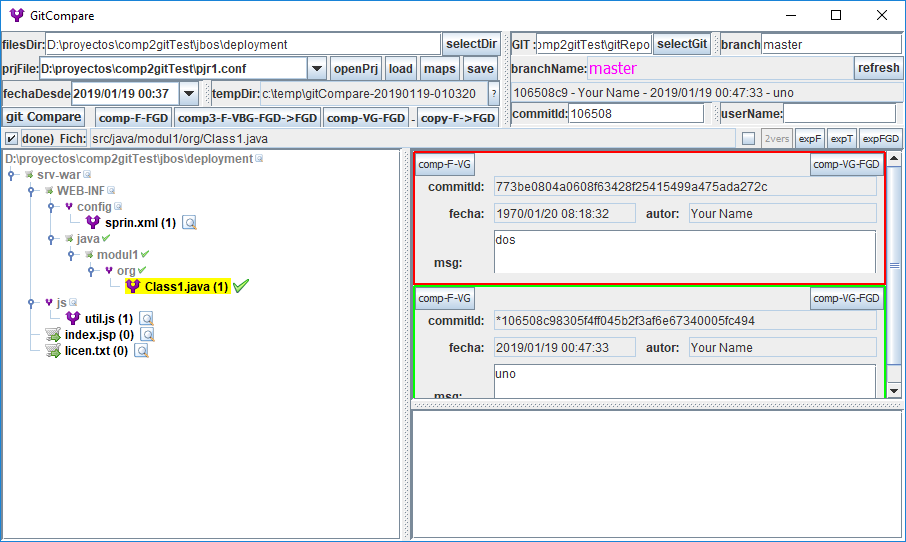 GitCompare
filesDir: D:\proyectos\comp2gitTest\jbos\deployment selectDir GIT : omp2gitTest\gitRepo selectGit branch master
prjFile: D:\proyectos\comp2gitTest\pjr1.conf openPrj load maps save branchName: master refresh
fechaDesde 2019/01/19 00:37 tempDir: c:\temp\gitCompare-20190119-010320 ? 106508c9 - Your Name - 2019/01/19 00:47:33 - uno
git Compare comp-F-FGD comp3-F-VBG-FGD->FGD comp-VG-FGD - copy-F->FGD commitId: 106508 userName:
done) Fich: src/java/modul1/org/Class1.java 2vers expF expT expFGD
D:\proyectos\comp2gitTest\jbos\deployment
srv-war
WEB-INF
config
sprin.xml (1)
java
modul1
org
Class1.java (1)
js
util.js (1)
index.jsp (0)
licen.txt (0)
comp-F-VG comp-VG-FGD
commitId: 773be0804a0608f63428f25415499a475ada272c
fecha: 1970/01/20 08:18:32 autor: Your Name
msg: dos
comp-F-VG comp-VG-FGD
commitId: *106508c98305f4ff045b2f3af6e67340005fc494
fecha: 2019/01/19 00:47:33 autor: Your Name
msg: uno